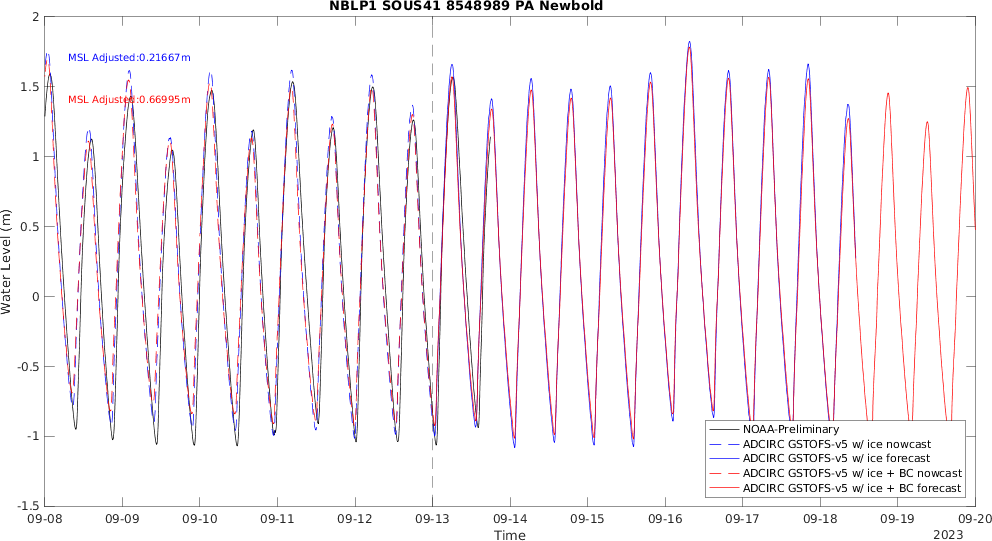 NBLP1 SOUS41 8548989 PA Newbold
MSL Adjusted:0.21667m
MSL Adjusted:0.66995m
Water Level (m)
2
1.5
1
0.5
0
-0.5
-1
-1.5
NOAA-Preliminary
ADCIRC GSTOFS-v5 w/ ice nowcast
ADCIRC GSTOFS-v5 w/ ice forecast
ADCIRC GSTOFS-v5 w/ ice + BC nowcast
ADCIRC GSTOFS-v5 w/ ice + BC forecast
09-08 09-09 09-10 09-11 09-12 09-13 09-14 09-15 09-16 09-17 09-18 09-19 09-20
Time
2023